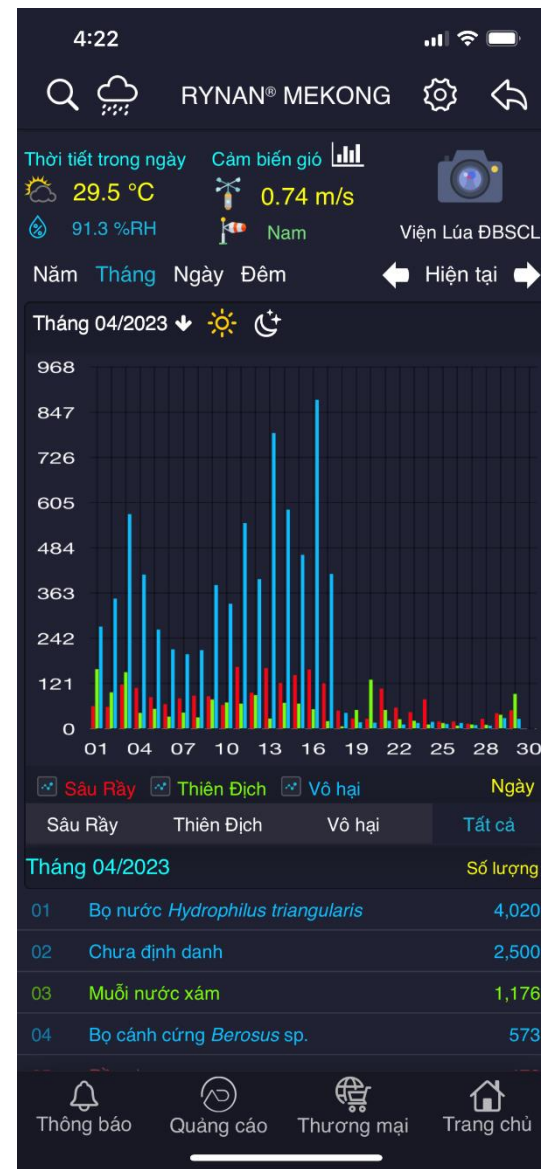 4:22
RYNAN® MEKONG
Thời tiết trong ngày Cảm biến gió
29.5 °C 0.74 m/s
91.3 %RH Nam Viện Lúa ĐBSCL
Năm Tháng Ngày Đêm Hiện tại
Tháng 04/2023
968
847
726
605
484
363
242
121
0
01 04 07 10 13 16 19 22 25 28 30
Sâu Rầy Thiên Địch Vô hại Ngày
Sâu Rầy Thiên Địch Vô hại Tất cả
Tháng 04/2023 Số lượng
01 Bọ nước Hydrophilus triangularis 4,020
02 Chưa định danh 2,500
03 Muỗi nước xám 1,176
04 Bọ cánh cứng Berosus sp. 573
Thông báo Quảng cáo Thương mại Trang chủ